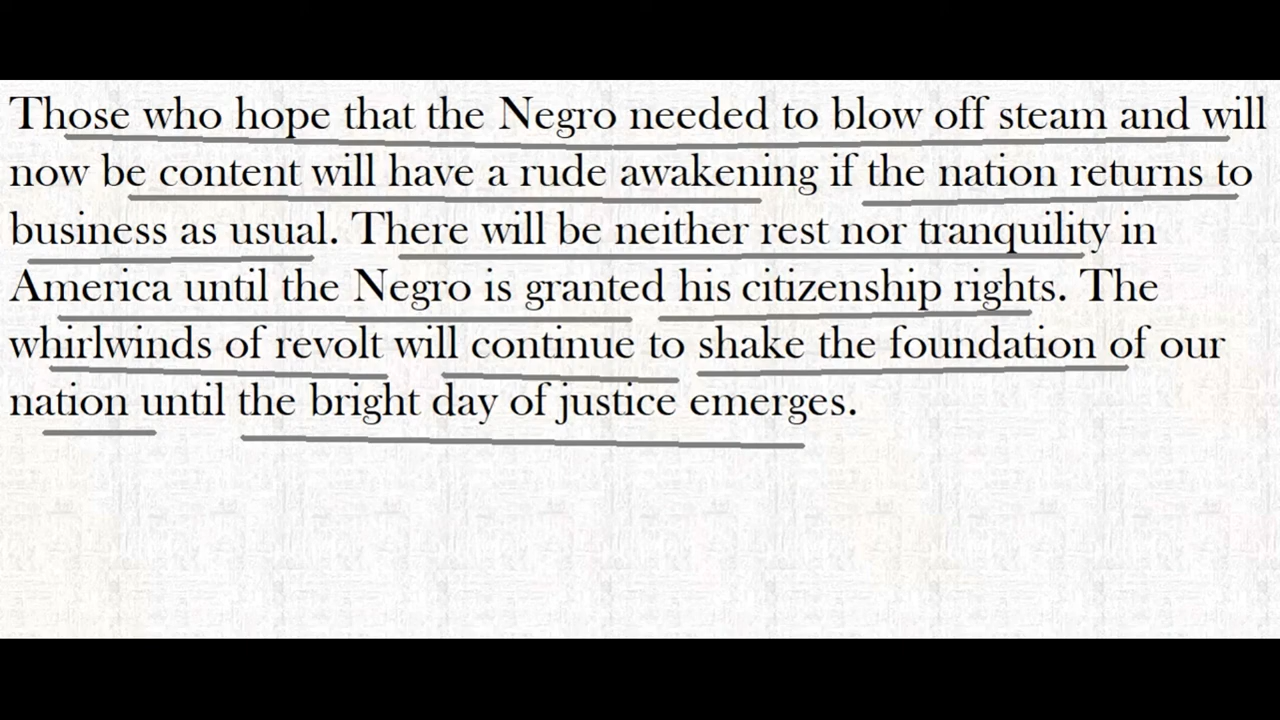 Those who hope that the Negro needed to blow off steam and will
now be content will have a rude awakening if the nation returns to
business as usual. There will be neither rest nor tranquility in
America until the Negro is granted his citizenship rights. The
whirlwinds of revolt will continue to shake the foundation of our
nation until the bright day of justice emerges.